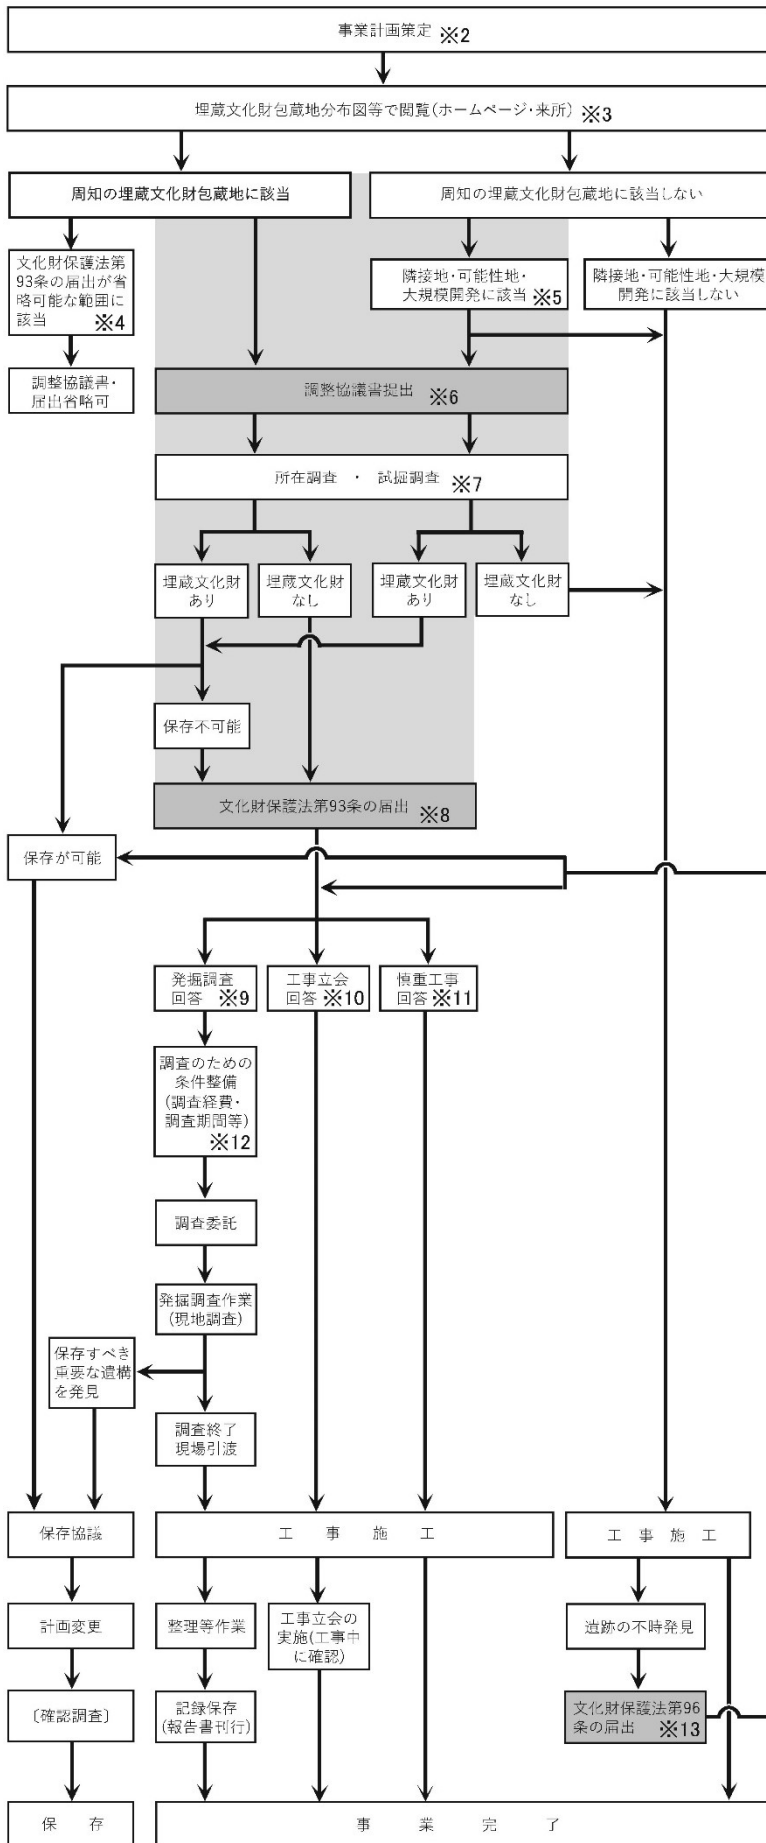 事業計画策定 ※2
埋蔵文化財包蔵地分布図等で閲覧(ホームページ・来所) ※3
周知の埋蔵文化財包蔵地に該当
周知の埋蔵文化財包蔵地に該当しない
文化財保護法第
93条の届出が省
略可能な範囲に
該当 ※4
隣接地・可能性地・
大規模開発に該当 ※5
隣接地・可能性地・大規模
開発に該当しない
調整協議書・
届出省略可
調整協議書提出 ※6
所在調査 ・ 試掘調査 ※7
埋蔵文化財
あり
埋蔵文化財
なし
埋蔵文化財
あり
埋蔵文化財
なし
保存不可能
文化財保護法第93条の届出 ※8
保存が可能
発掘調査
回答 ※9
工事立会
回答 ※10
慎重工事
回答 ※11
調査のための
条件整備
(調査経費・
調査期間等)
※12
調査委託
発掘調査作業
(現地調査)
保存すべき
重要な遺構
を発見
調査終了
現場引渡
保存協議
工 事 施 工
工 事 施 工
計画変更
整理等作業
工事立会の
実施(工事中
に確認)
遺跡の不時発見
〔確認調査〕
記録保存
(報告書刊行)
文化財保護法第96
条の届出 ※13
保 存
事 業 完 了